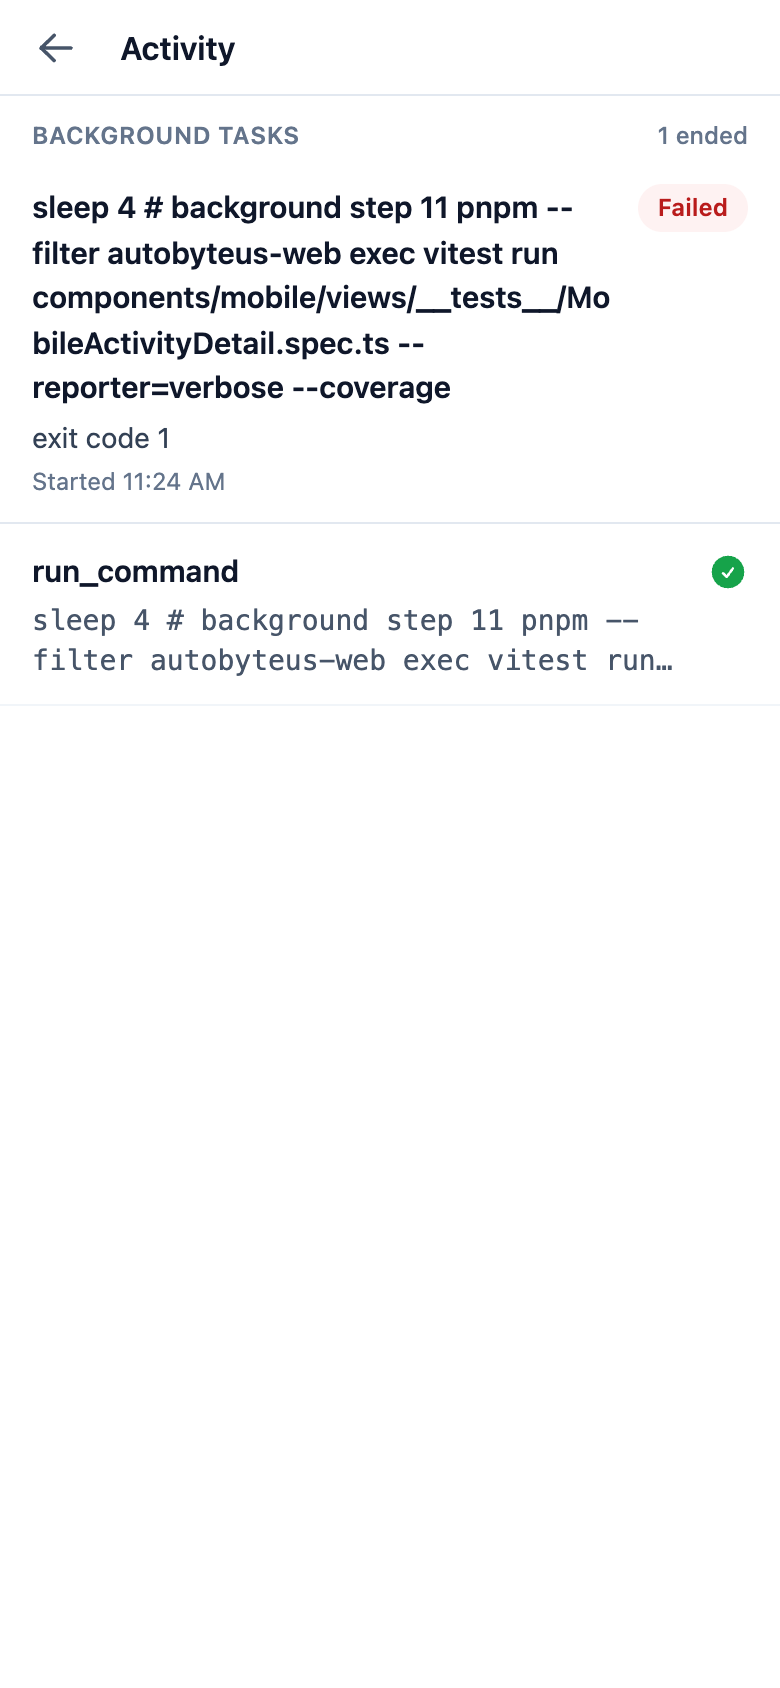 Activity
BACKGROUND TASKS
1 ended
sleep 4 # background step 11 pnpm --
Failed
filter autobyteus-web exec vitest run
components/mobile/views/__tests__/Mo
bileActivityDetail.spec.ts --
reporter=verbose --coverage
exit code 1
Started 11:24 AM
run_command
sleep 4 # background step 11 pnpm --
filter autobyteus-web exec vitest run…